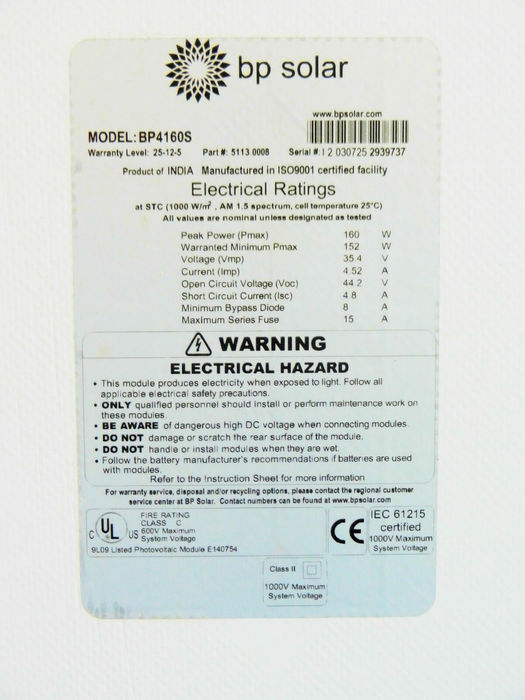 bp solar
www.bpsolar.com
MODEL: BP4160S
Warranty Level: 25-12-5 Part #: 5113.0008 Serial #: I 2 030725 2939737
Product of INDIA Manufactured in ISO9001 certified facility
Electrical Ratings
at STC (1000 W/m², AM 1.5 spectrum, cell temperature 25°C)
All values are nominal unless designated as tested
Peak Power (Pmax) 160 W
Warranted Minimum Pmax 152 W
Voltage (Vmp) 35.4 V
Current (Imp) 4.52 A
Open Circuit Voltage (Voc) 44.2 V
Short Circuit Current (Isc) 4.8 A
Minimum Bypass Diode 8 A
Maximum Series Fuse 15 A
WARNING
ELECTRICAL HAZARD
• This module produces electricity when exposed to light. Follow all
applicable electrical safety precautions.
• ONLY qualified personnel should install or perform maintenance work on
these modules.
• BE AWARE of dangerous high DC voltage when connecting modules.
• DO NOT damage or scratch the rear surface of the module.
• DO NOT handle or install modules when they are wet.
• Follow the battery manufacturer's recommendations if batteries are used
with modules.
Refer to the Instruction Sheet for more information
For warranty service, disposal and/or recycling options, please contact the regional customer
service center at BP Solar. Contact numbers can be found at www.bpsolar.com
FIRE RATING
CLASS C
C UL US 600V Maximum
System Voltage
9L09 Listed Photovoltaic Module E140754
CE IEC 61215
certified
1000V Maximum
System Voltage
Class II
1000V Maximum
System Voltage